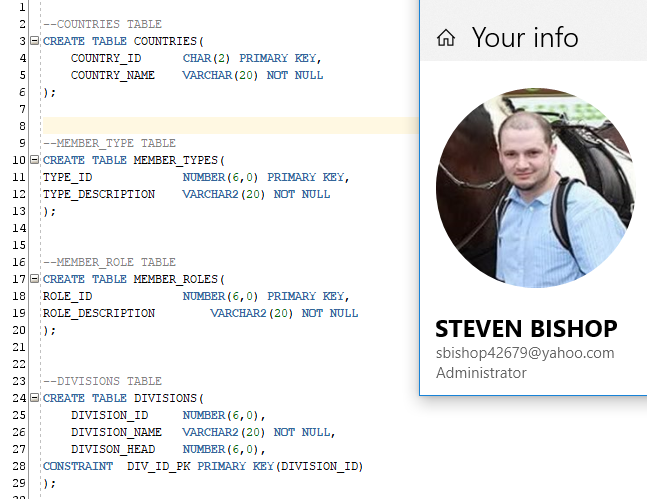 1
2 --COUNTRIES TABLE
3 CREATE TABLE COUNTRIES(
4 COUNTRY_ID CHAR(2) PRIMARY KEY,
5 COUNTRY_NAME VARCHAR(20) NOT NULL
6 );
7
8
9 --MEMBER_TYPE TABLE
10 CREATE TABLE MEMBER_TYPES(
11 TYPE_ID NUMBER(6,0) PRIMARY KEY,
12 TYPE_DESCRIPTION VARCHAR2(20) NOT NULL
13 );
14
15
16 --MEMBER_ROLE TABLE
17 CREATE TABLE MEMBER_ROLES(
18 ROLE_ID NUMBER(6,0) PRIMARY KEY,
19 ROLE_DESCRIPTION VARCHAR2(20) NOT NULL
20 );
21
22
23 --DIVISIONS TABLE
24 CREATE TABLE DIVISIONS(
25 DIVISION_ID NUMBER(6,0),
26 DIVISION_NAME VARCHAR2(20) NOT NULL,
27 DIVISON_HEAD NUMBER(6,0),
28 CONSTRAINT DIV_ID_PK PRIMARY KEY(DIVISION_ID)
29 );
Your info
STEVEN BISHOP
sbishop42679@yahoo.com
Administrator